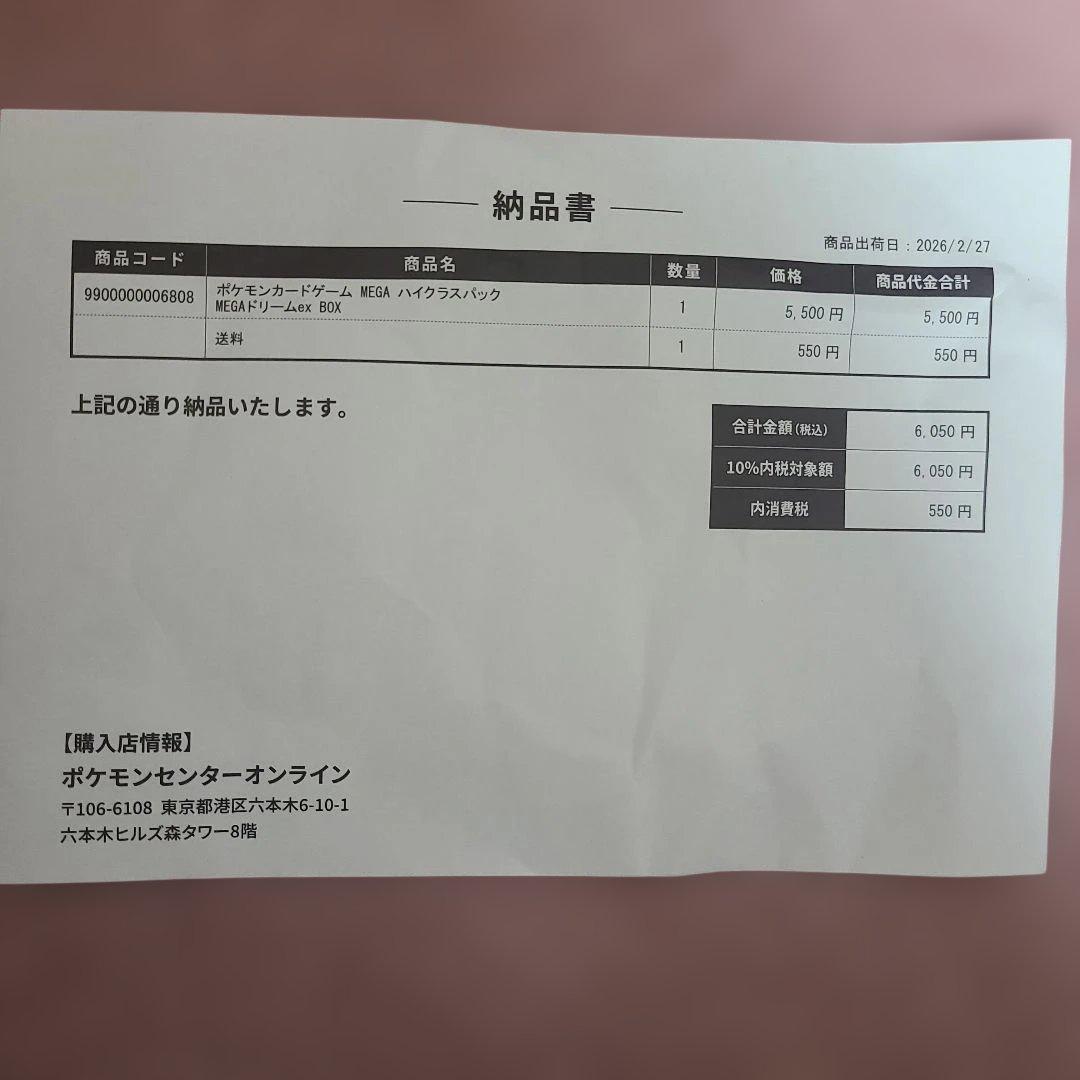 納品書
商品出荷日：2026/2/27
商品コード 商品名 数量 価格 商品代金合計
9900000006808 ポケモンカードゲーム MEGA ハイクラスパック 1 5,500 円 5,500 円
MEGAドリームex BOX
送料 1 550 円 550 円
上記の通り納品いたします。
合計金額(税込) 6,050 円
10%内税対象額 6,050 円
内消費税 550 円
【購入店情報】
ポケモンセンターオンライン
〒106-6108 東京都港区六本木6-10-1
六本木ヒルズ森タワー8階